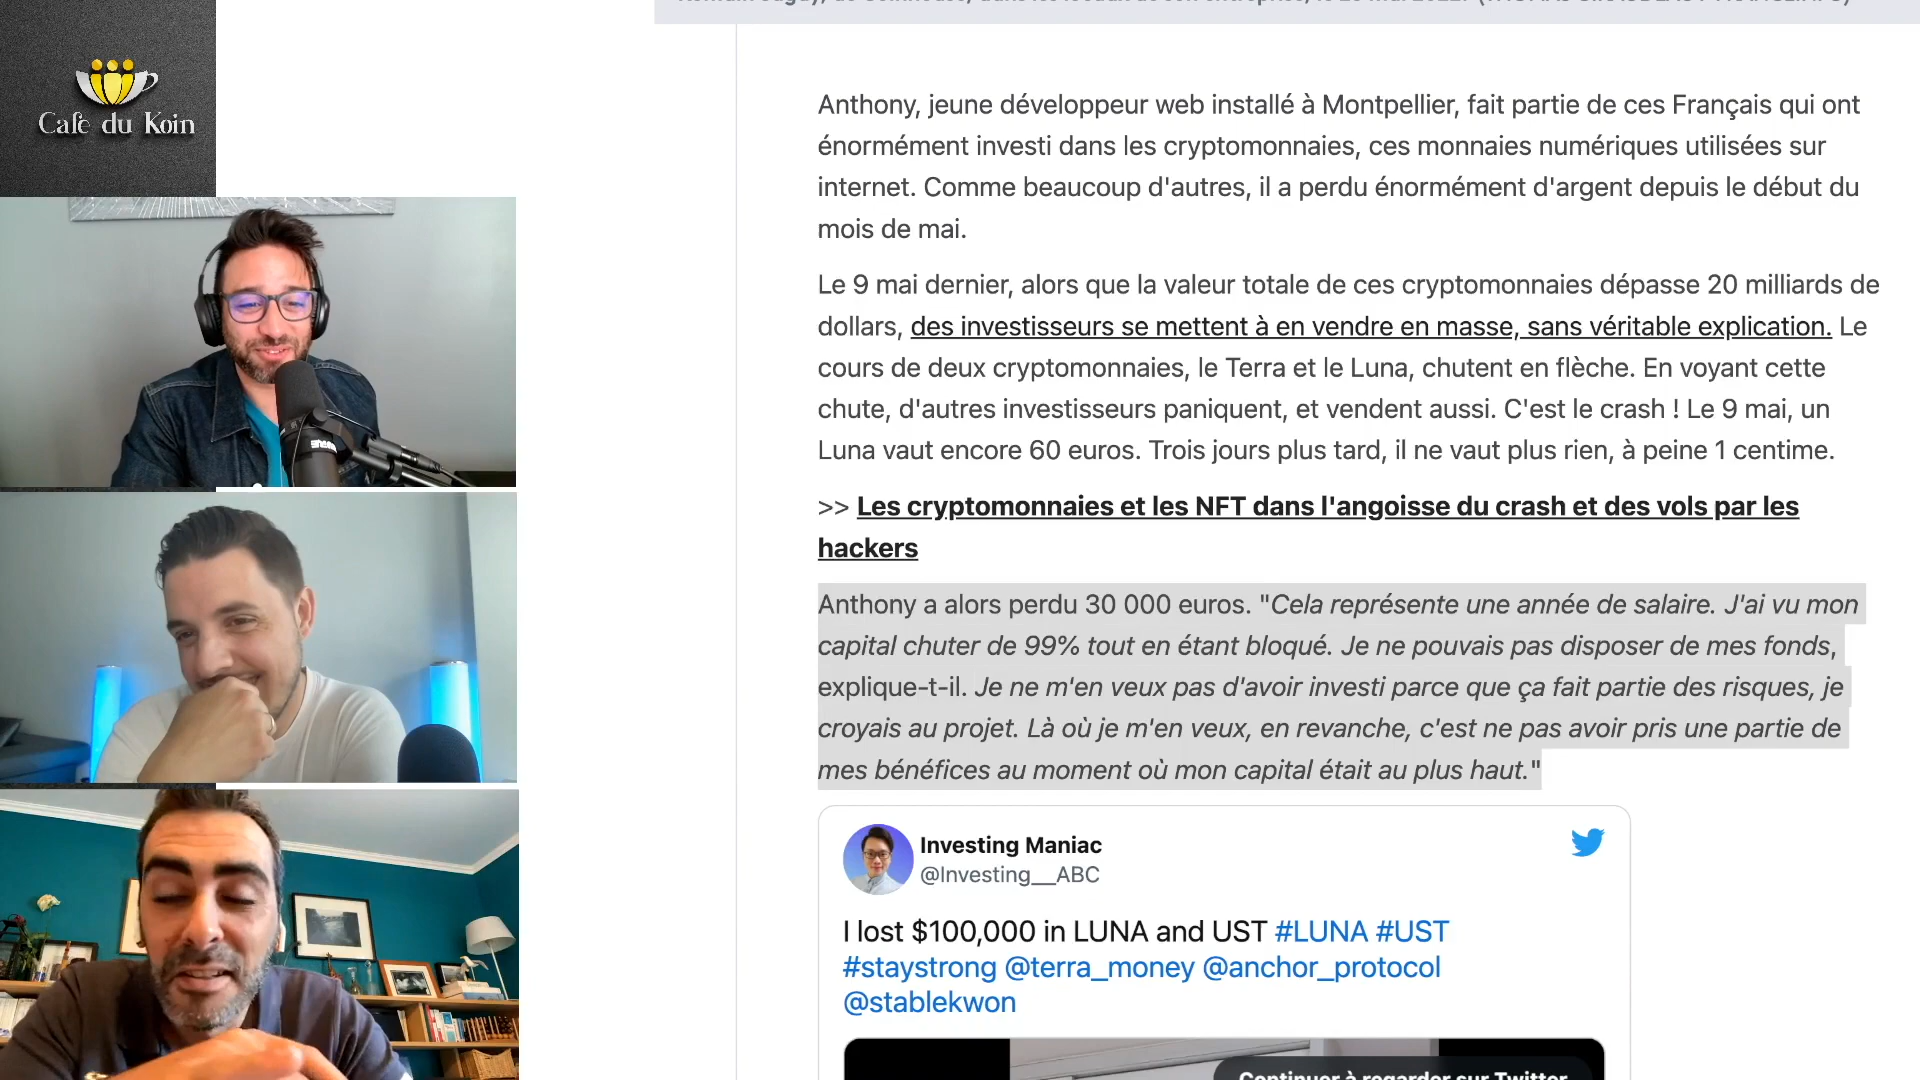 Cafe du Koin
Anthony, jeune développeur web installé à Montpellier, fait partie de ces Français qui ont
énormément investi dans les cryptomonnaies, ces monnaies numériques utilisées sur
internet. Comme beaucoup d'autres, il a perdu énormément d'argent depuis le début du
mois de mai.
Le 9 mai dernier, alors que la valeur totale de ces cryptomonnaies dépasse 20 milliards de
dollars, des investisseurs se mettent à en vendre en masse, sans véritable explication. Le
cours de deux cryptomonnaies, le Terra et le Luna, chutent en flèche. En voyant cette
chute, d'autres investisseurs paniquent, et vendent aussi. C'est le crash ! Le 9 mai, un
Luna vaut encore 60 euros. Trois jours plus tard, il ne vaut plus rien, à peine 1 centime.
>> Les cryptomonnaies et les NFT dans l'angoisse du crash et des vols par les
hackers
Anthony a alors perdu 30 000 euros. "Cela représente une année de salaire. J'ai vu mon
capital chuter de 99% tout en étant bloqué. Je ne pouvais pas disposer de mes fonds,
explique-t-il. Je ne m'en veux pas d'avoir investi parce que ça fait partie des risques, je
croyais au projet. Là où je m'en veux, en revanche, c'est ne pas avoir pris une partie de
mes bénéfices au moment où mon capital était au plus haut."
Investing Maniac
@Investing__ABC
I lost $100,000 in LUNA and UST #LUNA #UST
#staystrong @terra_money @anchor_protocol
@stablekwon
Continuer à regarder sur Twitter